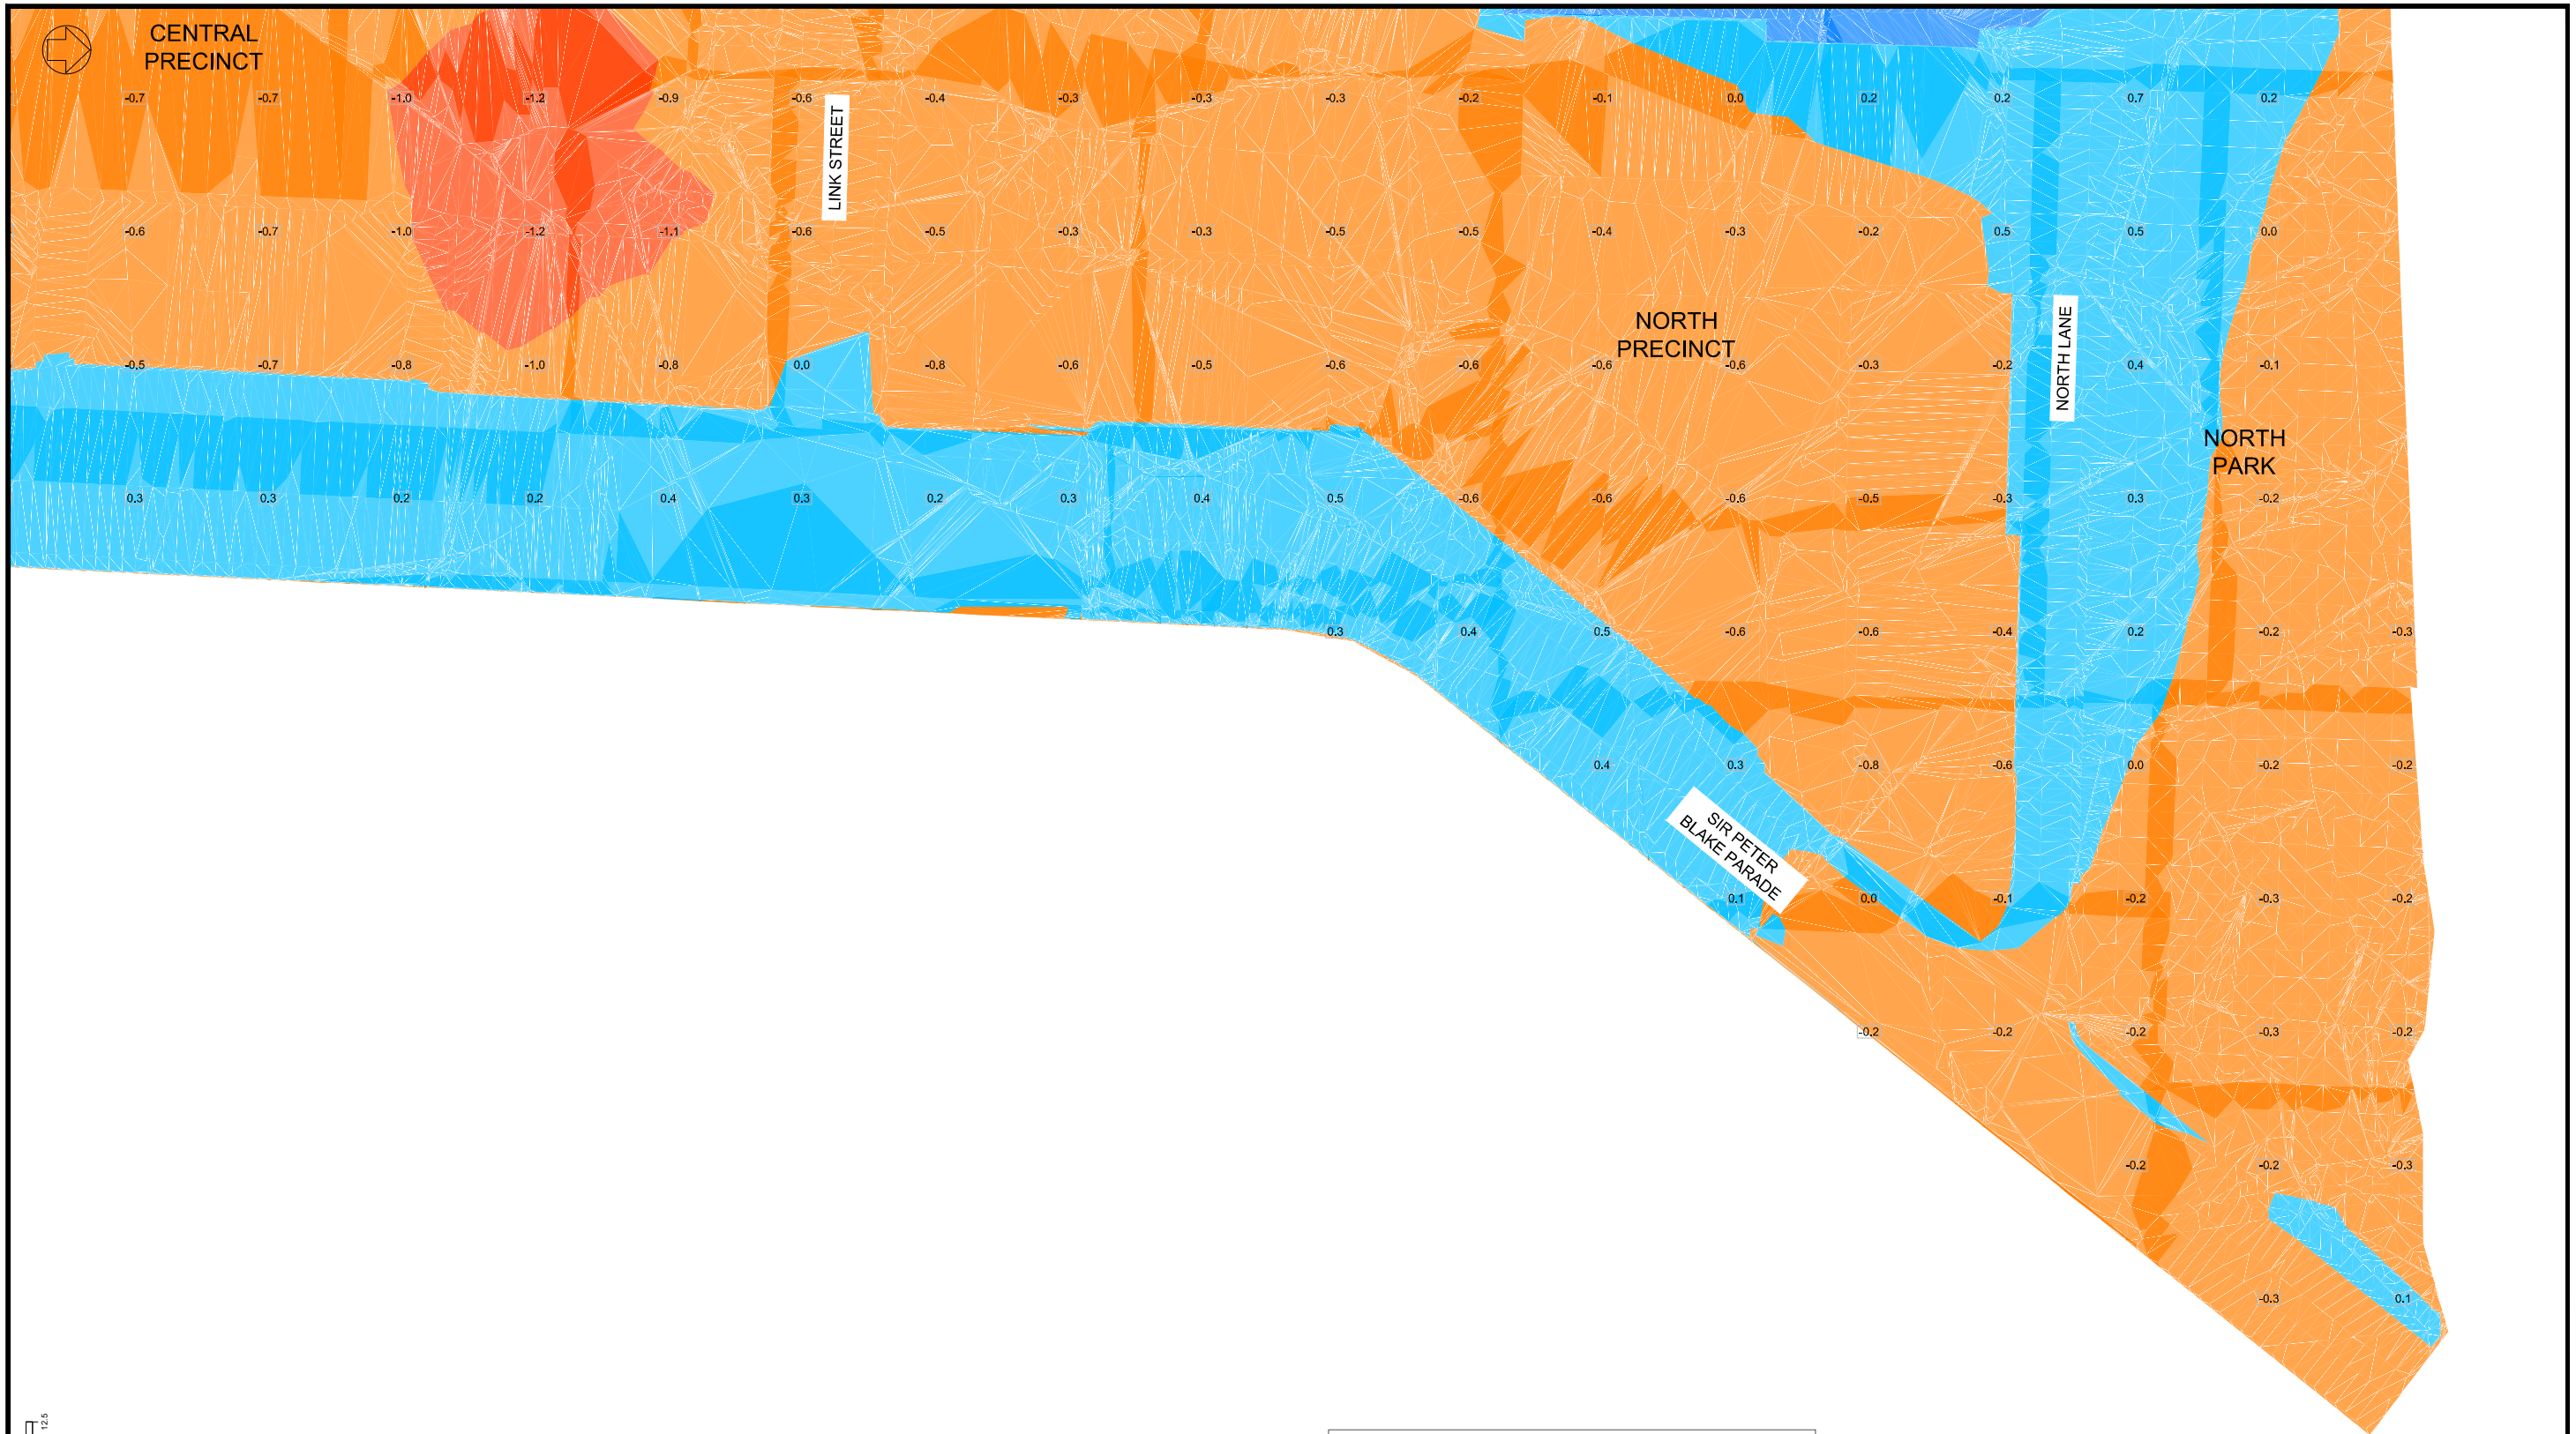 CENTRAL
PRECINCT
-0.7 -0.7 -1.0 -1.2 -0.9 -0.6 -0.4 -0.3 -0.3 -0.3 -0.2 -0.1 0.0 0.2 0.2 0.7 0.2
LINK STREET
-0.6 -0.7 -1.0 -1.2 -1.1 -0.6 -0.5 -0.3 -0.3 -0.5 -0.5 -0.4 -0.3 -0.2 0.5 0.5 0.0
NORTH
PRECINCT
NORTH LANE
-0.5 -0.7 -0.8 -1.0 -0.8 0.0 -0.8 -0.6 -0.5 -0.6 -0.6 -0.6 -0.6 -0.3 -0.2 0.4 -0.1
NORTH
PARK
0.3 0.3 0.2 0.2 0.4 0.3 0.2 0.3 0.4 0.5 -0.6 -0.6 -0.6 -0.5 -0.3 0.3 -0.2
0.3 0.4 0.5 -0.6 -0.6 -0.4 0.2 -0.2 -0.3
0.4 0.3 -0.8 -0.6 0.0 -0.2 -0.2
SIR PETER
BLAKE PARADE
0.1 0.0 -0.1 -0.2 -0.3 -0.2
-0.2 -0.2 -0.2 -0.3 -0.2
-0.2 -0.2 -0.3
-0.3 0.1
12.5